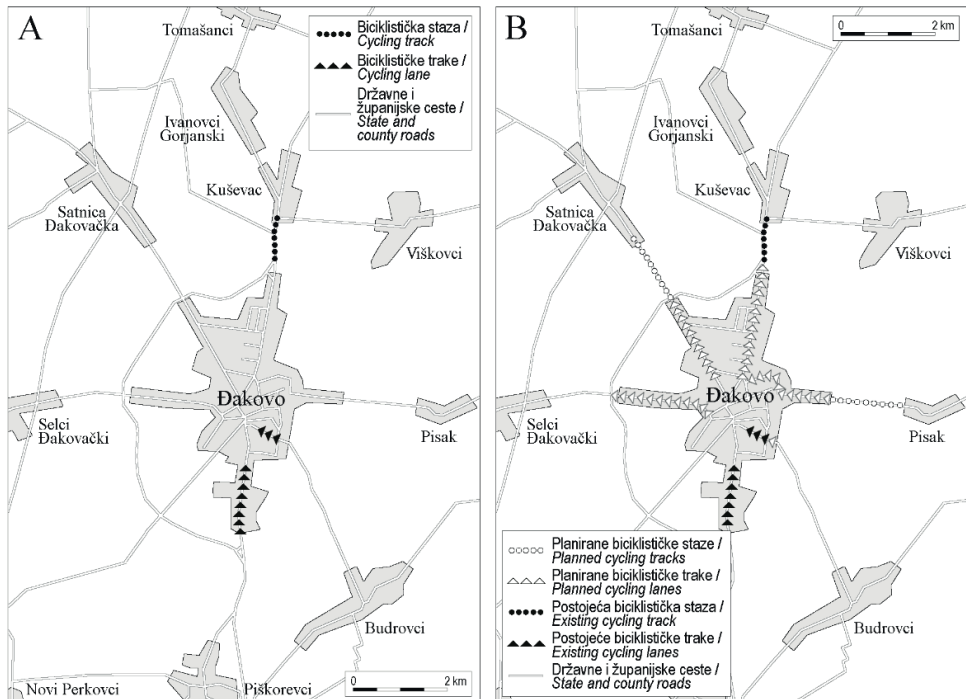 A
Tomašanci
Biciklistička staza /
Cycling track
Biciklističke trake /
Cycling lane
Državne i
županijske ceste /
State and
county roads
Ivanovci
Gorjanski
Kuševac
Satnica
Đakovačka
Viškovci
Đakovo
Selci
Đakovački
Pisak
Budrovci
Novi Perkovci
Piškorevci
0 2 km
B
0 2 km
Tomašanci
Ivanovci
Gorjanski
Kuševac
Satnica
Đakovačka
Viškovci
Đakovo
Selci
Đakovački
Pisak
Planirane biciklističke staze /
Planned cycling tracks
Planirane biciklističke trake /
Planned cycling lanes
Postojeća biciklistička staza /
Existing cycling track
Postojeće biciklističke trake /
Existing cycling lanes
Državne i županijske ceste /
State and county roads
Budrovci